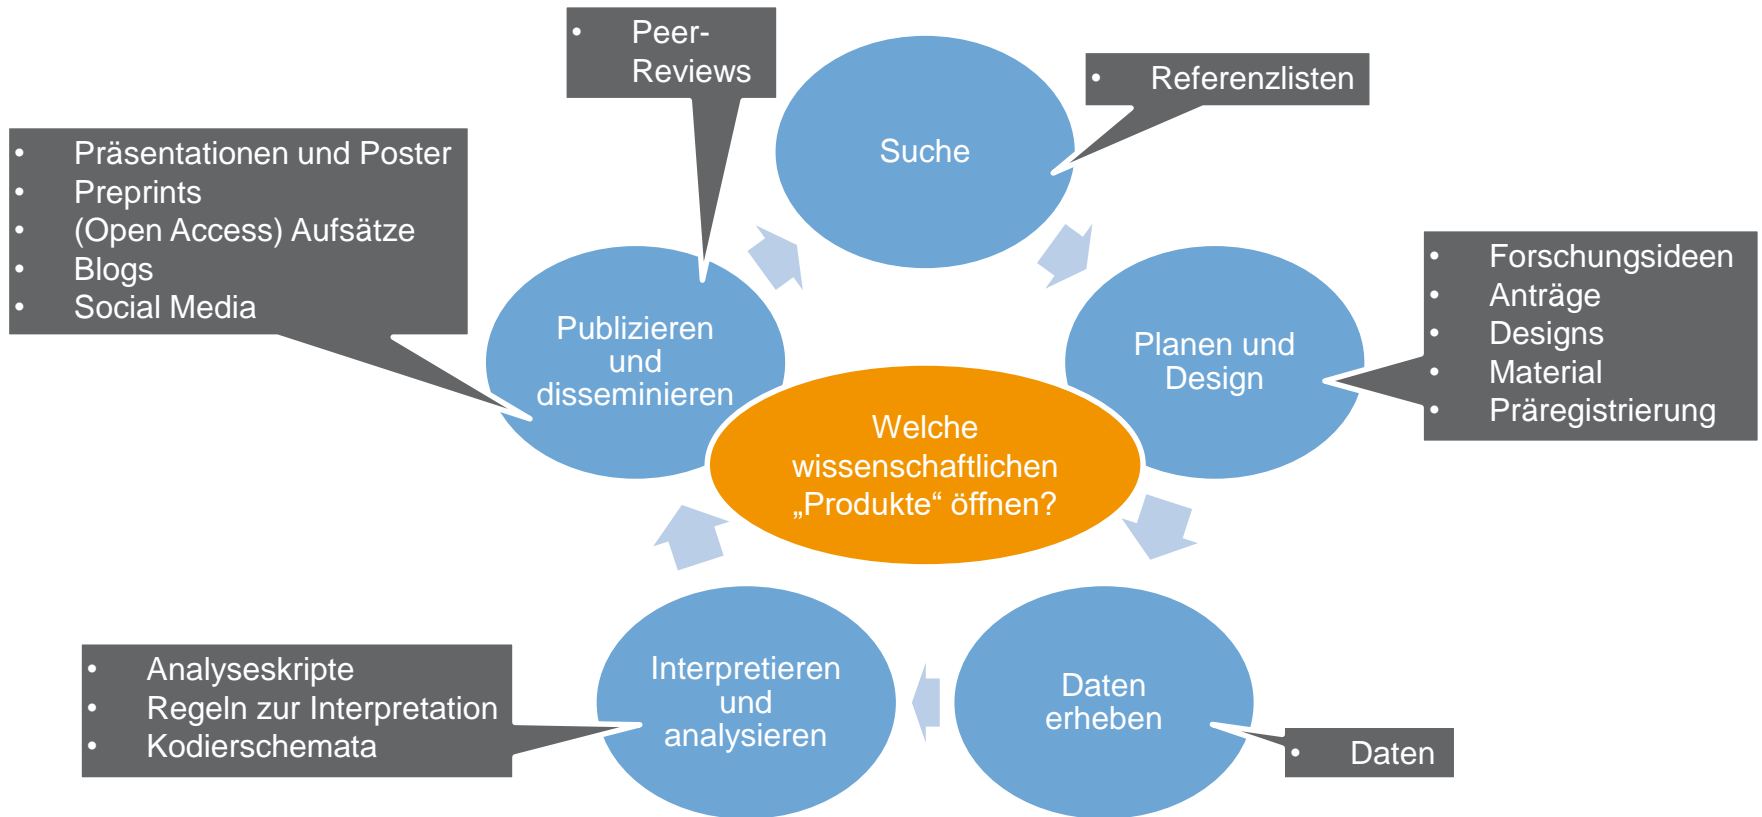 • Peer-
Reviews
Suche
• Referenzlisten
• Präsentationen und Poster
• Preprints
• (Open Access) Aufsätze
• Blogs
• Social Media
Publizieren
und
disseminieren
Planen und
Design
• Forschungsideen
• Anträge
• Designs
• Material
• Präregistrierung
Welche
wissenschaftlichen
„Produkte“ öffnen?
• Analyseskripte
• Regeln zur Interpretation
• Kodierschemata
Interpretieren
und
analysieren
Daten
erheben
• Daten